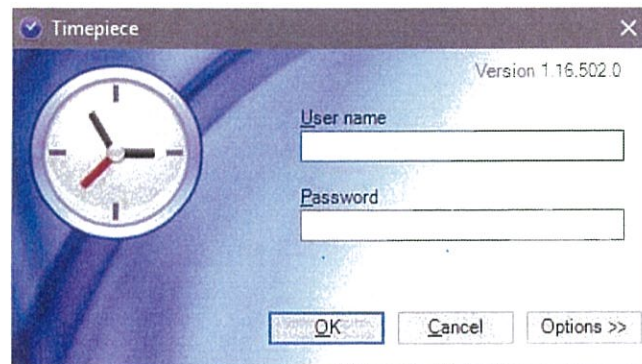 Timepiece
Version 1.16.502.0
User name
Password
OK
Cancel
Options >>